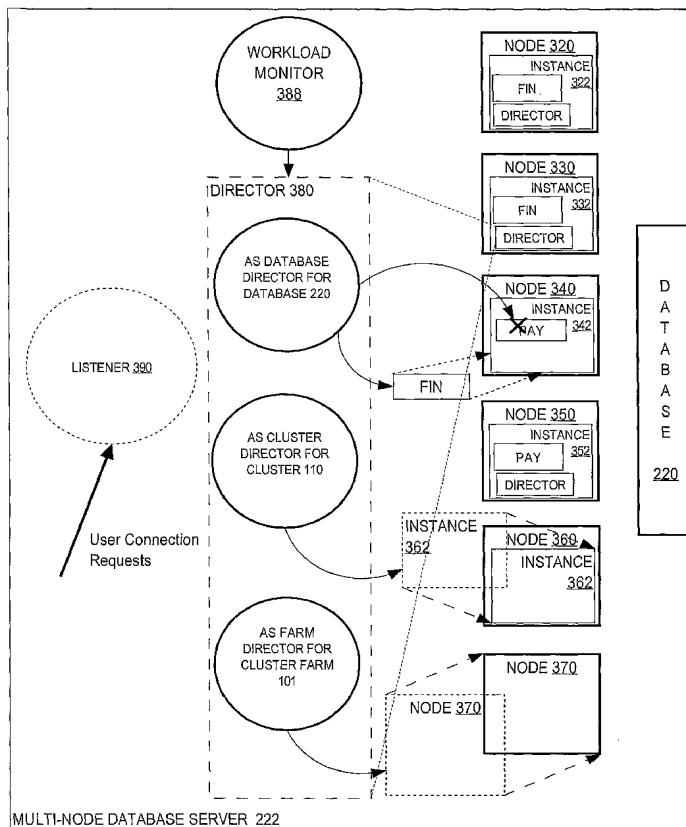 WORKLOAD
MONITOR
388
DIRECTOR 380
AS DATABASE
DIRECTOR FOR
DATABASE 220
LISTENER 390
AS CLUSTER
DIRECTOR FOR
CLUSTER 110
User Connection
Requests
AS FARM
DIRECTOR FOR
CLUSTER FARM
101
NODE 320
INSTANCE
322
FIN
DIRECTOR
NODE 330
INSTANCE
332
FIN
DIRECTOR
NODE 340
INSTANCE
342
PAY
FIN
NODE 350
INSTANCE
352
PAY
DIRECTOR
INSTANCE
362
NODE 360
INSTANCE
362
NODE 370
NODE 370
DATABASE
220
MULTI-NODE DATABASE SERVER 222